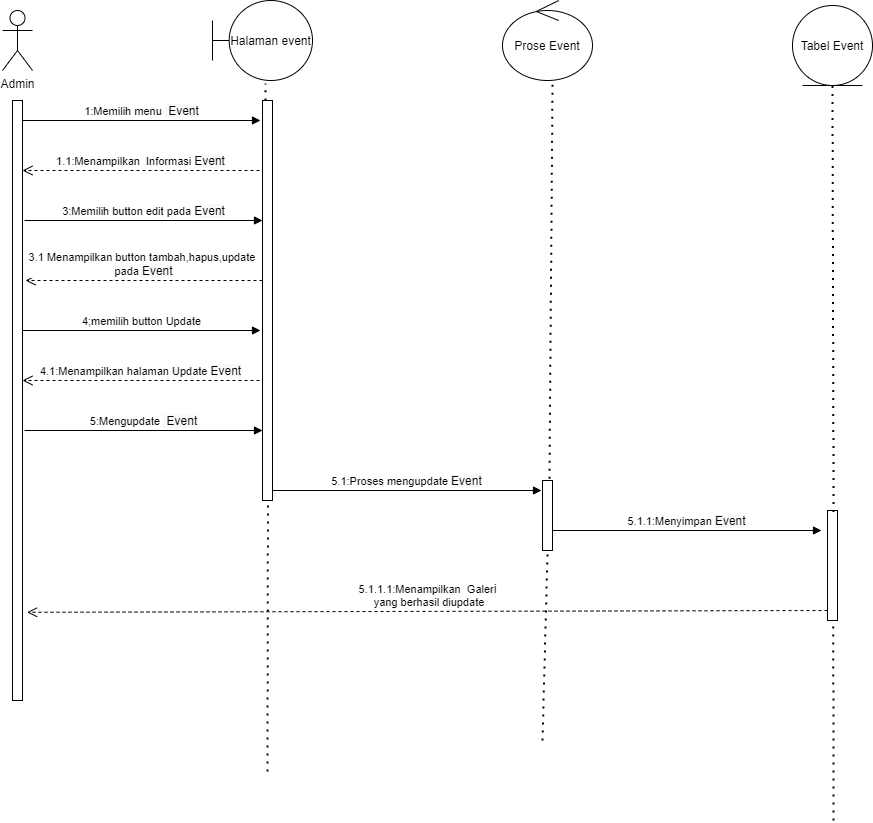 Halaman event
Prose Event
Tabel Event
Admin
1:Memilih menu  Event
1.1:Menampilkan  Informasi Event
3:Memilih button edit pada Event
3.1 Menampilkan button tambah,hapus,update
pada Event
4;memilih button Update
4.1:Menampilkan halaman Update Event
5:Mengupdate  Event
5.1:Proses mengupdate Event
5.1.1:Menyimpan Event
5.1.1.1:Menampilkan  Galeri
yang berhasil diupdate